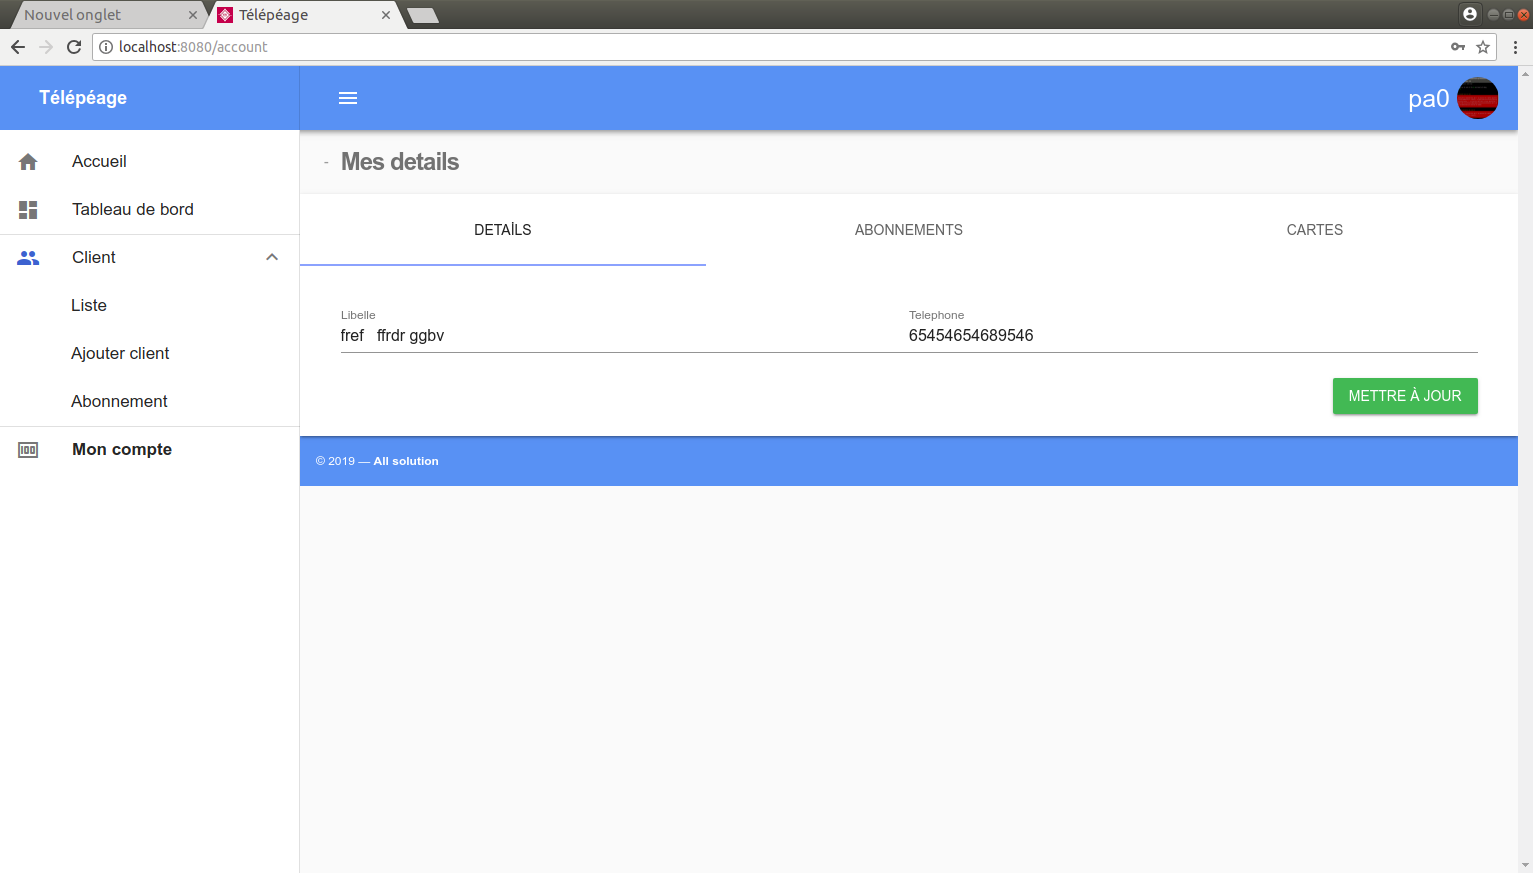 Nouvel onglet
Télépéage
localhost:8080/account
Télépéage
pa0
Accueil
Tableau de bord
Client
Liste
Ajouter client
Abonnement
Mon compte
- Mes details
DETAİLS ABONNEMENTS CARTES
Libelle Telephone
fref ffrdr ggbv 65454654689546
METTRE À JOUR
© 2019 — All solution